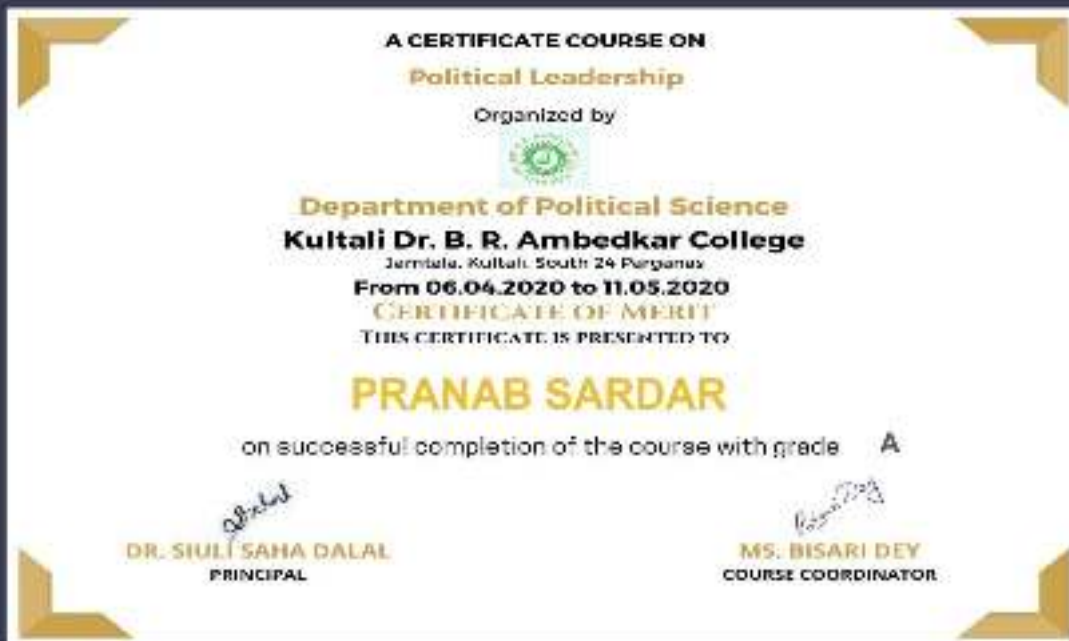 A CERTIFICATE COURSE ON
Political Leadership
Organized by
Department of Political Science
Kultali Dr. B. R. Ambedkar College
Jamtala, Kultali, South 24 Parganas
From 06.04.2020 to 11.05.2020
CERTIFICATE OF MERIT
THIS CERTIFICATE IS PRESENTED TO
PRANAB SARDAR
on successful completion of the course with grade A
DR. SIULI SAHA DALAL
PRINCIPAL
MS. BISARI DEY
COURSE COORDINATOR